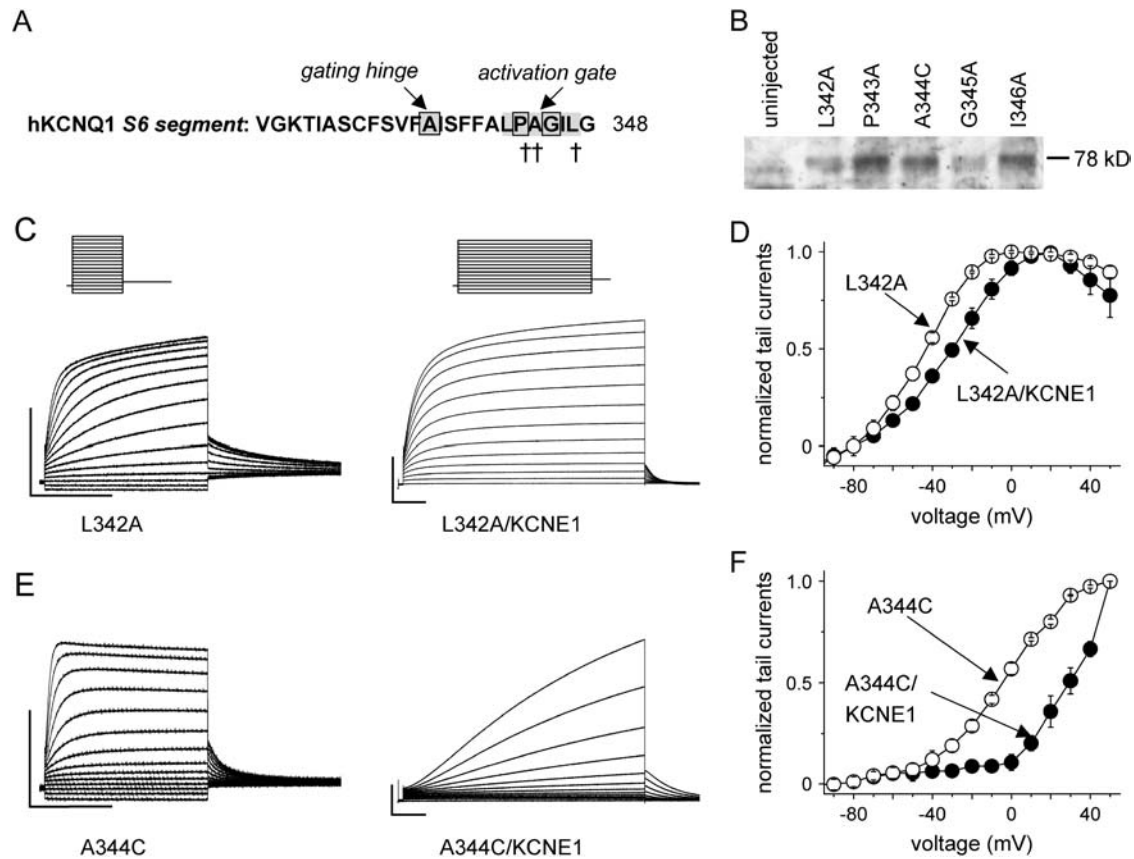 A
gating hinge
activation gate
hKCNQ1 S6 segment: VGKTIASCFSVFAISFFALPAGILG 348
†† †
B
uninjected
L342A
P343A
A344C
G345A
I346A
78 kD
C
L342A
L342A/KCNE1
D
normalized tail currents
1.0
0.5
0
L342A
L342A/KCNE1
-80 -40 0 40
voltage (mV)
E
A344C
A344C/KCNE1
F
normalized tail currents
1.0
0.5
0
A344C
A344C/
KCNE1
-80 -40 0 40
voltage (mV)